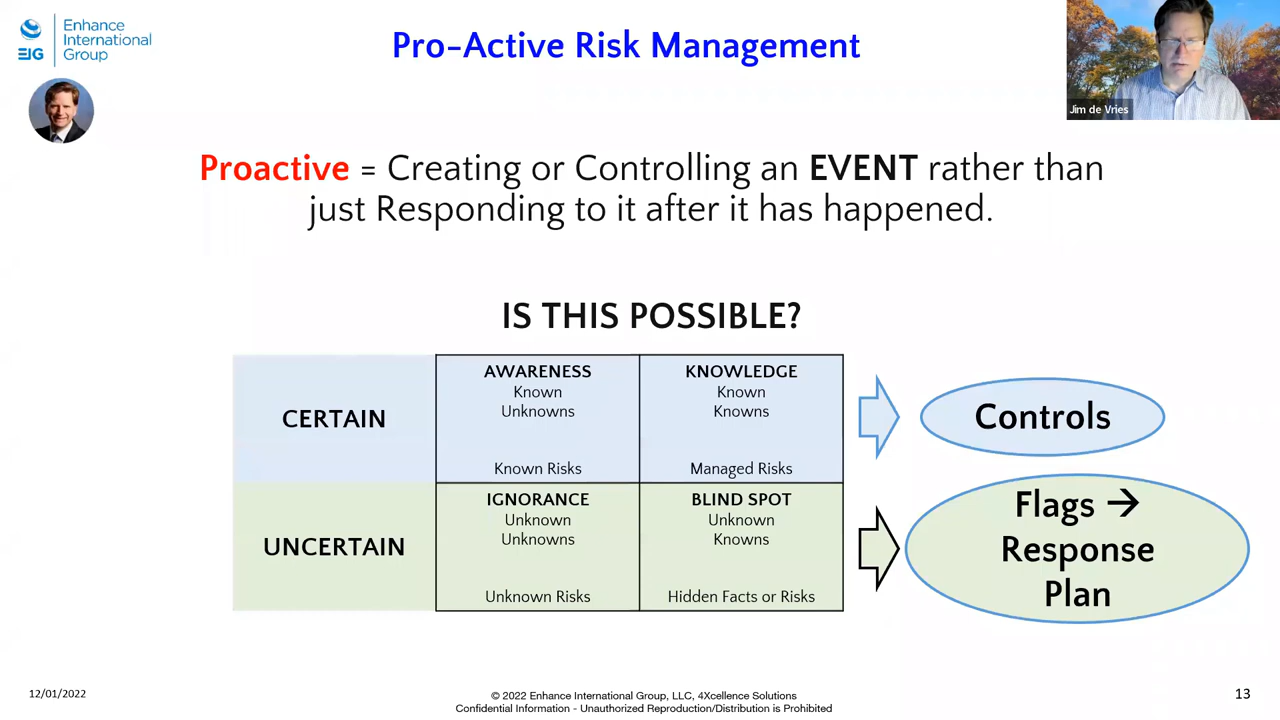 Enhance
International
Group
EIG
Pro-Active Risk Management
Jim de Vries
Proactive = Creating or Controlling an EVENT rather than
just Responding to it after it has happened.
IS THIS POSSIBLE?
CERTAIN
AWARENESS
Known
Unknowns
Known Risks
KNOWLEDGE
Known
Knowns
Managed Risks
Controls
UNCERTAIN
IGNORANCE
Unknown
Unknowns
Unknown Risks
BLIND SPOT
Unknown
Knowns
Hidden Facts or Risks
Flags →
Response
Plan
12/01/2022
© 2022 Enhance International Group, LLC, 4Xcellence Solutions
Confidential Information - Unauthorized Reproduction/Distribution is Prohibited
13